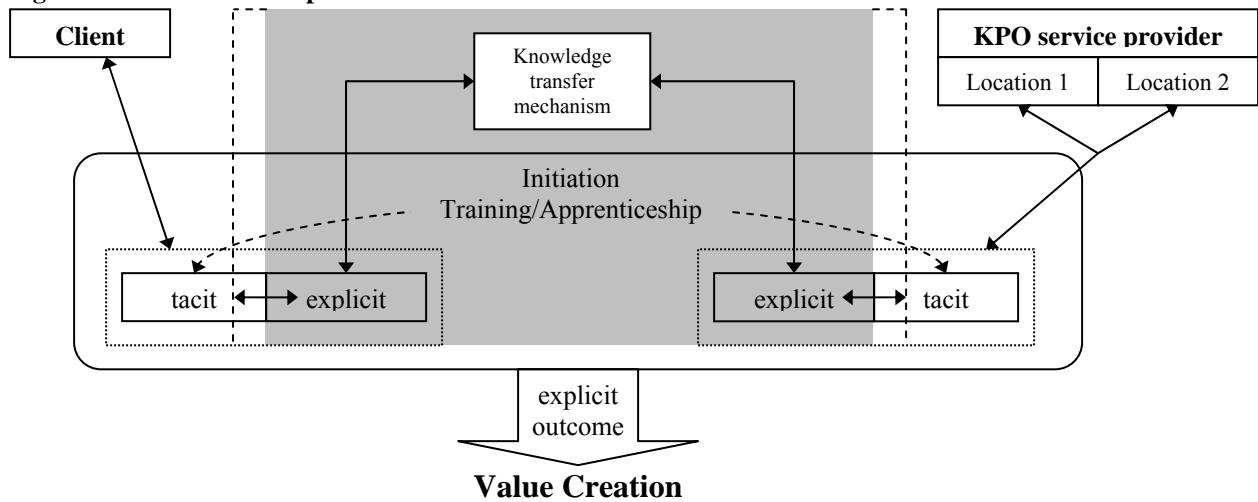 Client
KPO service provider
Location 1
Location 2
Knowledge
transfer
mechanism
Initiation
Training/Apprenticeship
tacit
explicit
explicit
tacit
explicit
outcome
Value Creation